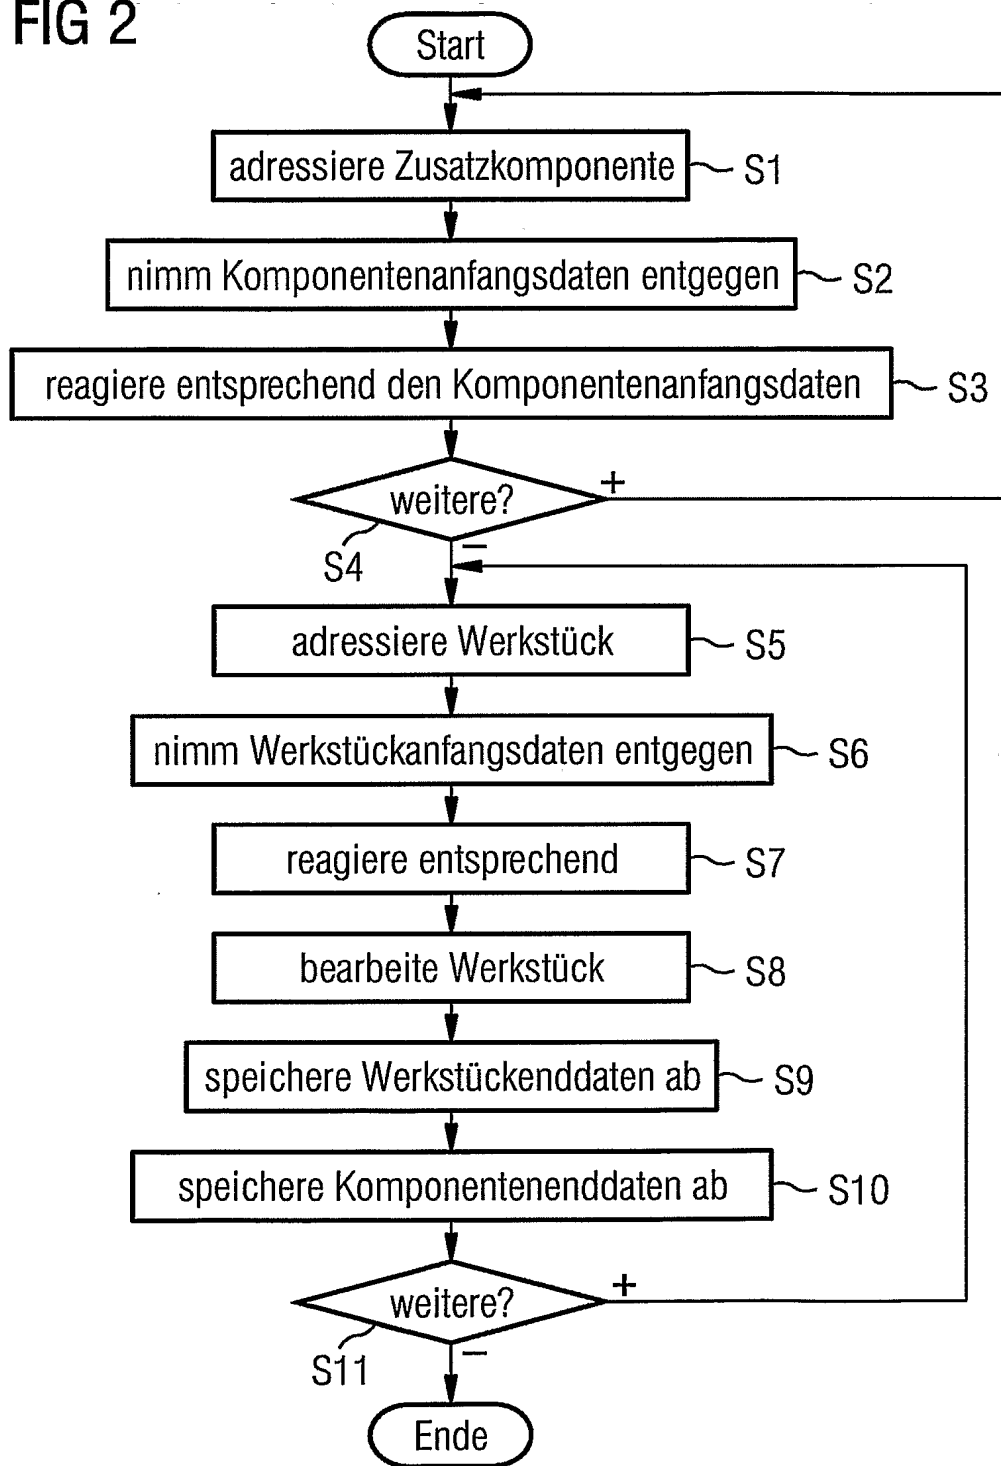 FIG 2
Start
adressiere Zusatzkomponente
S1
nimm Komponentenanfangsdaten entgegen
S2
reagiere entsprechend den Komponentenanfangsdaten
S3
weitere?
+
S4
–
adressiere Werkstück
S5
nimm Werkstückanfangsdaten entgegen
S6
reagiere entsprechend
S7
bearbeite Werkstück
S8
speichere Werkstückenddaten ab
S9
speichere Komponentenenddaten ab
S10
weitere?
+
S11
–
Ende